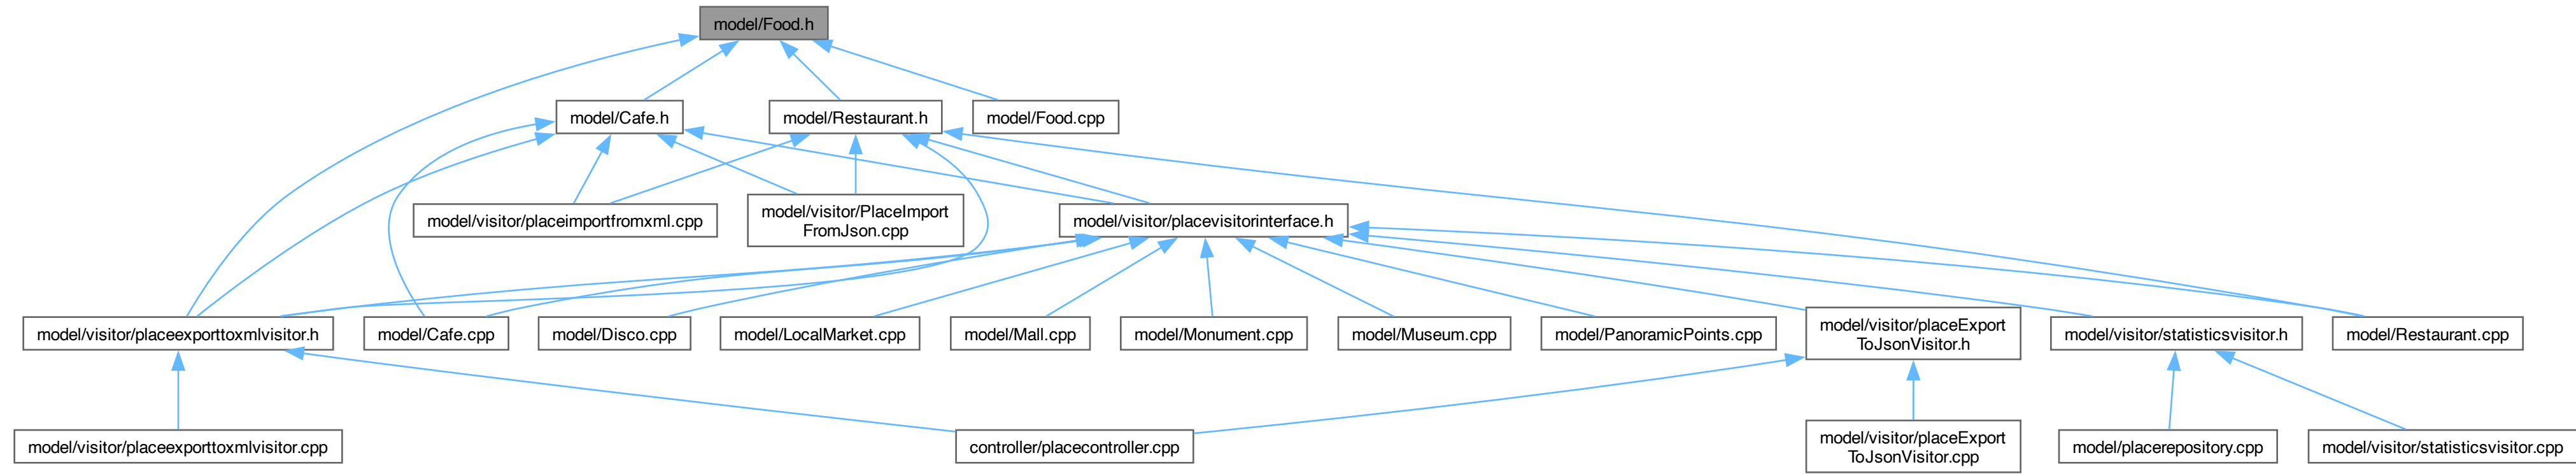 model/Food.h
model/Cafe.h
model/Restaurant.h
model/Food.cpp
model/visitor/placeimportfromxml.cpp
model/visitor/PlaceImport
FromJson.cpp
model/visitor/placevisitorinterface.h
model/visitor/placeexporttoxmlvisitor.h
model/Cafe.cpp
model/Disco.cpp
model/LocalMarket.cpp
model/Mall.cpp
model/Monument.cpp
model/Museum.cpp
model/PanoramicPoints.cpp
model/visitor/placeExport
ToJsonVisitor.h
model/visitor/statisticsvisitor.h
model/Restaurant.cpp
model/visitor/placeexporttoxmlvisitor.cpp
controller/placecontroller.cpp
model/visitor/placeExport
ToJsonVisitor.cpp
model/placerepository.cpp
model/visitor/statisticsvisitor.cpp